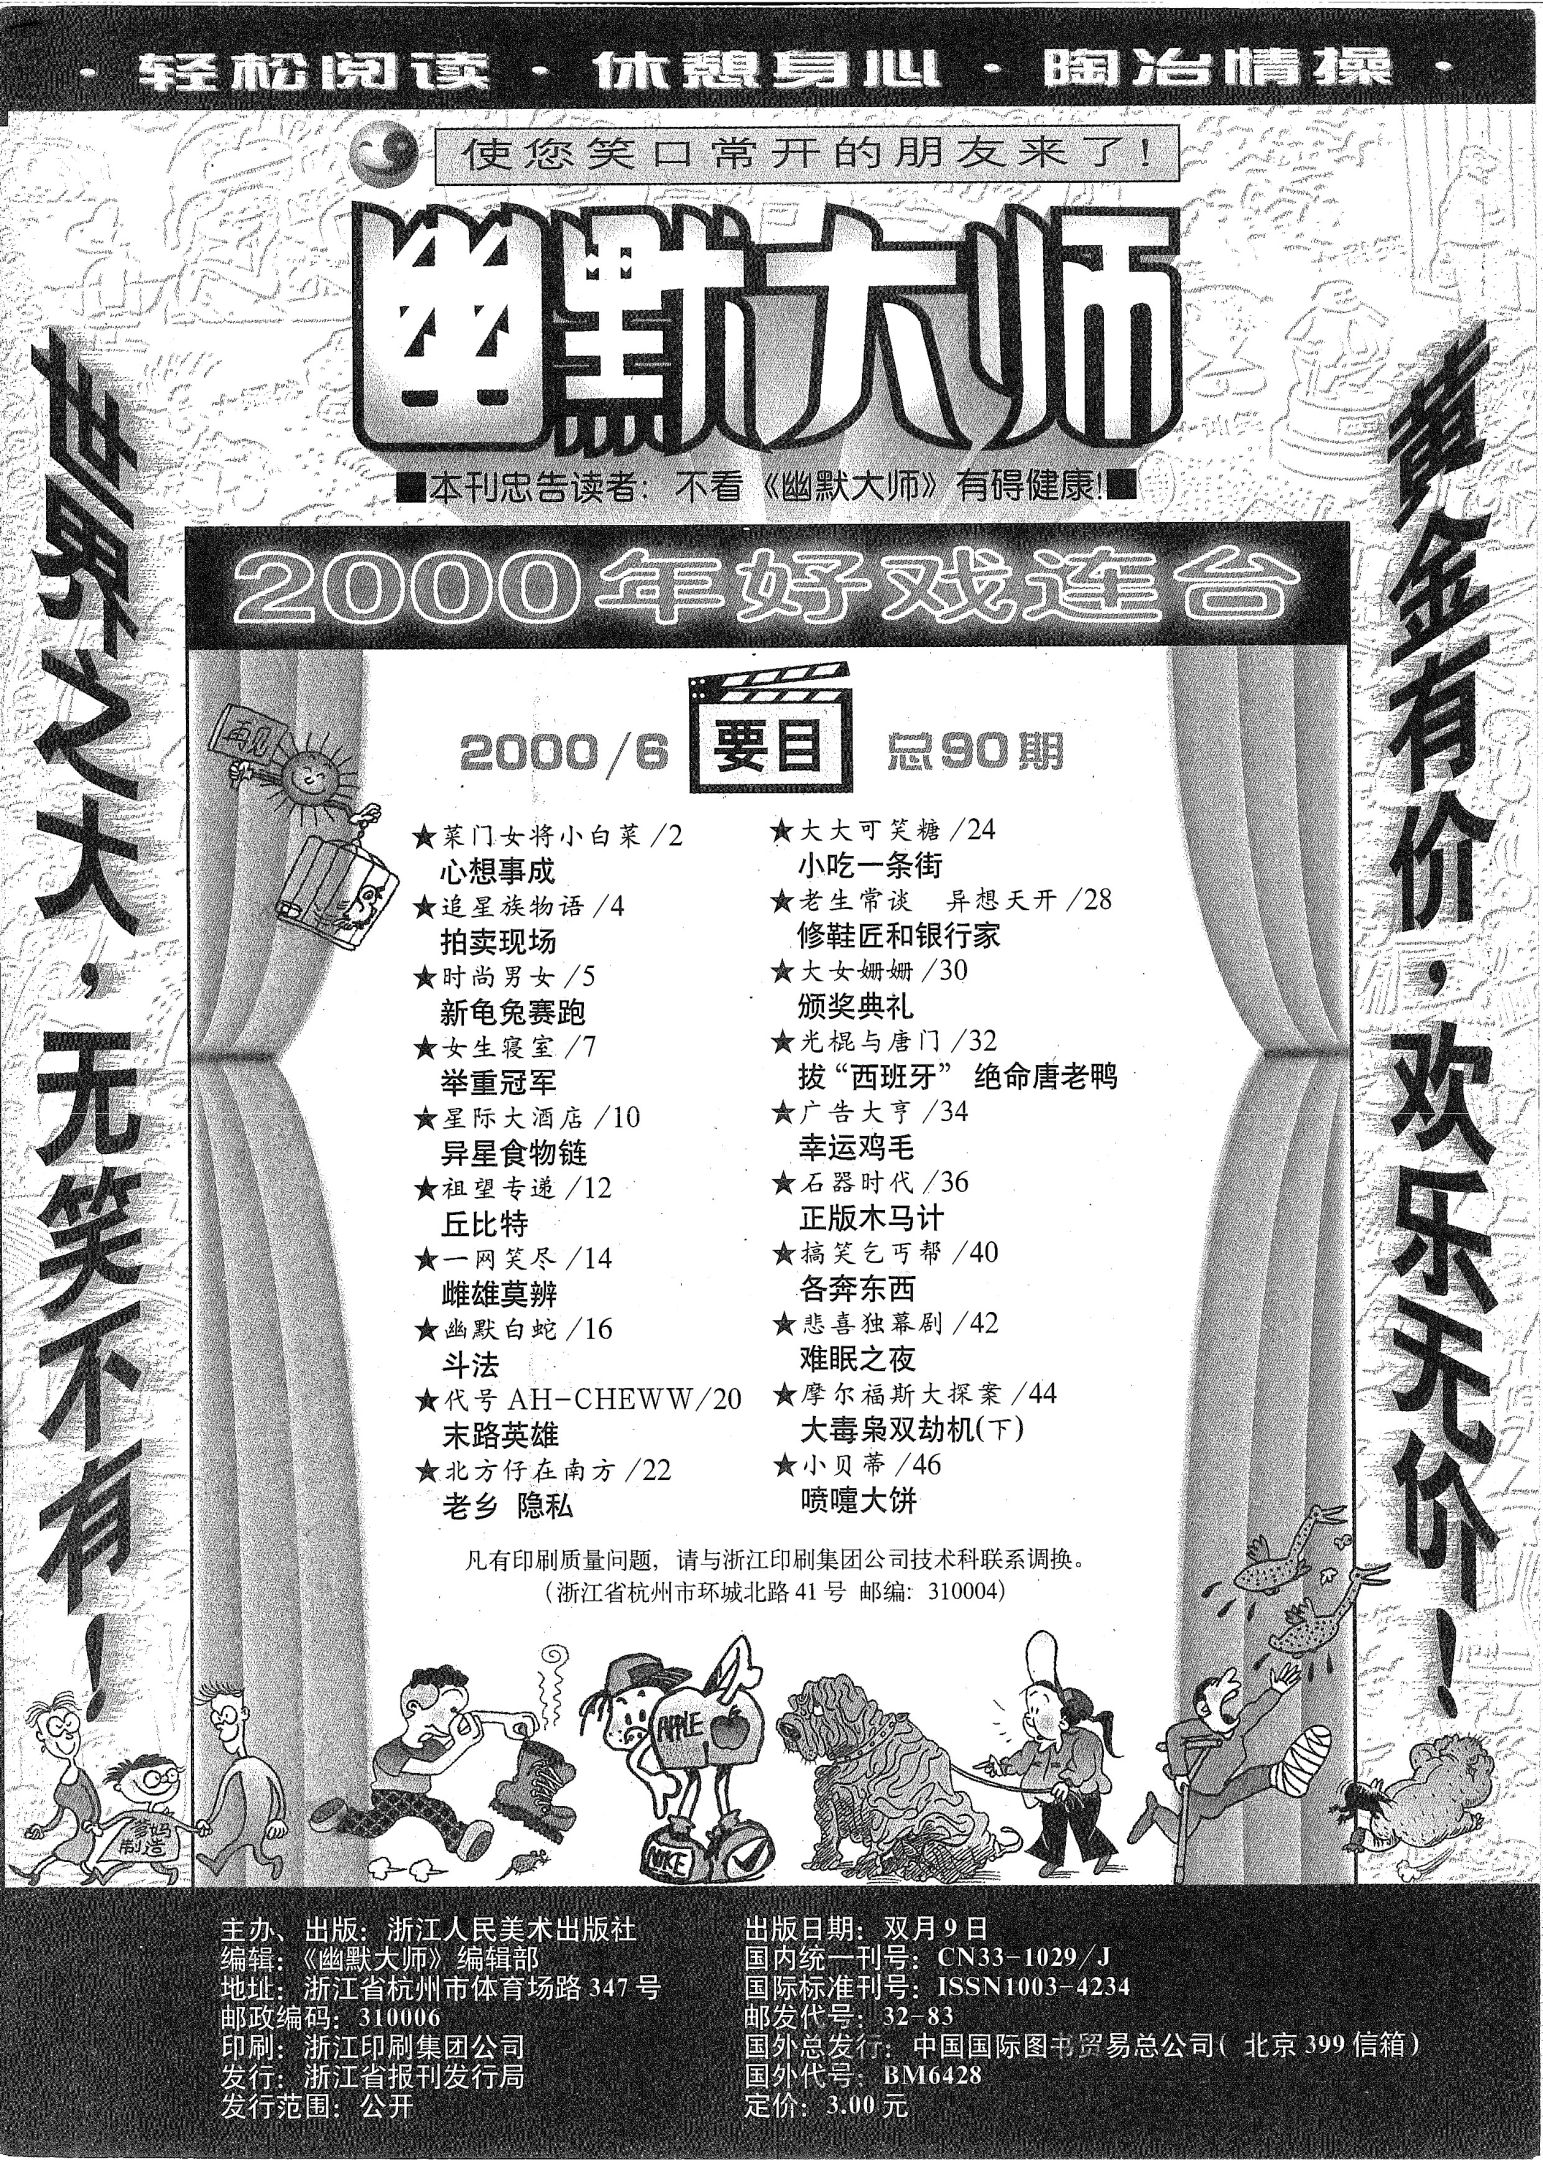 ·轻松阅读·休憩身心·陶冶情操·
使您笑口常开的朋友来了！
幽默大师
■本刊忠告读者：不看《幽默大师》有碍健康！■
世界之大，无笑不有！
黄金有价，欢乐无价！
2000年好戏连台
再见
2000/6 要目 总90期
★菜门女将小白菜/2
心想事成
★追星族物语/4
拍卖现场
★时尚男女/5
新龟兔赛跑
★女生寝室/7
举重冠军
★星际大酒店/10
异星食物链
★祖望专递/12
丘比特
★一网笑尽/14
雌雄莫辨
★幽默白蛇/16
斗法
★代号AH-CHEWW/20
末路英雄
★北方仔在南方/22
老乡 隐私
★大大可笑糖/24
小吃一条街
★老生常谈 异想天开/28
修鞋匠和银行家
★大女姗姗/30
颁奖典礼
★光棍与唐门/32
拔“西班牙” 绝命唐老鸭
★广告大亨/34
幸运鸡毛
★石器时代/36
正版木马计
★搞笑乞丐帮/40
各奔东西
★悲喜独幕剧/42
难眠之夜
★摩尔福斯大探案/44
大毒枭双劫机(下)
★小贝蒂/46
喷嚏大饼
凡有印刷质量问题，请与浙江印刷集团公司技术科联系调换。
（浙江省杭州市环城北路41号 邮编：310004）
爹妈
制造
APPLE
NIKE
主办、出版：浙江人民美术出版社
编辑：《幽默大师》编辑部
地址：浙江省杭州市体育场路347号
邮政编码：310006
印刷：浙江印刷集团公司
发行：浙江省报刊发行局
发行范围：公开
出版日期：双月9日
国内统一刊号：CN33-1029/J
国际标准刊号：ISSN1003-4234
邮发代号：32-83
国外总发行：中国国际图书贸易总公司（北京399信箱）
国外代号：BM6428
定价：3.00元